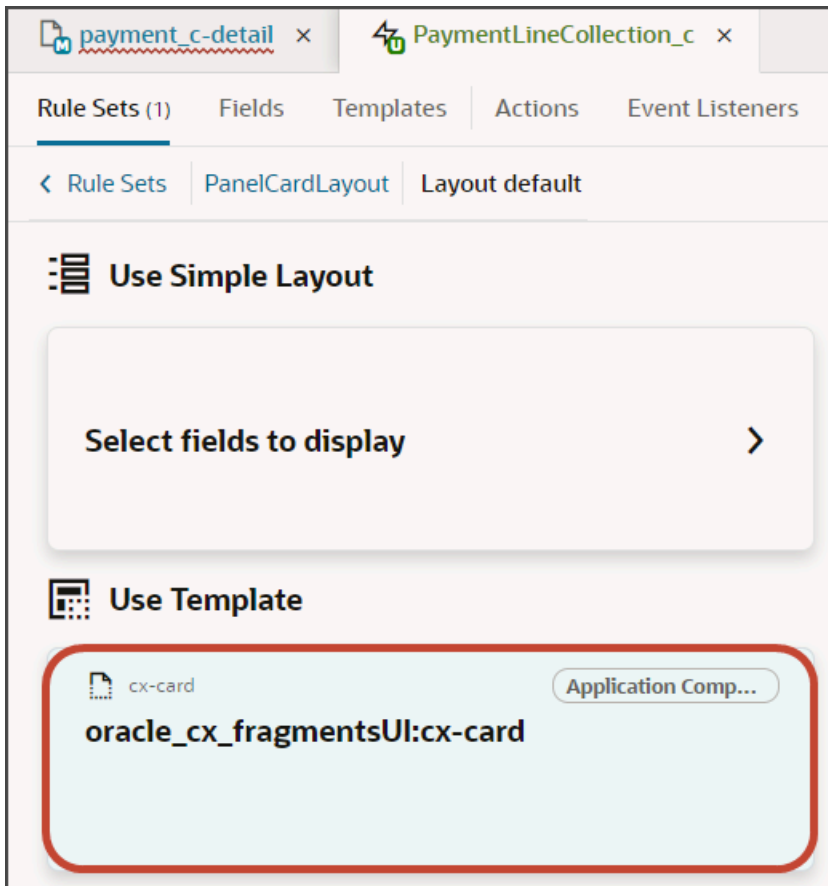 payment_c-detail × PaymentLineCollection_c ×
Rule Sets (1) Fields Templates Actions Event Listeners
Rule Sets PanelCardLayout Layout default
Use Simple Layout
Select fields to display
Use Template
cx-card Application Comp...
oracle_cx_fragmentsUI:cx-card